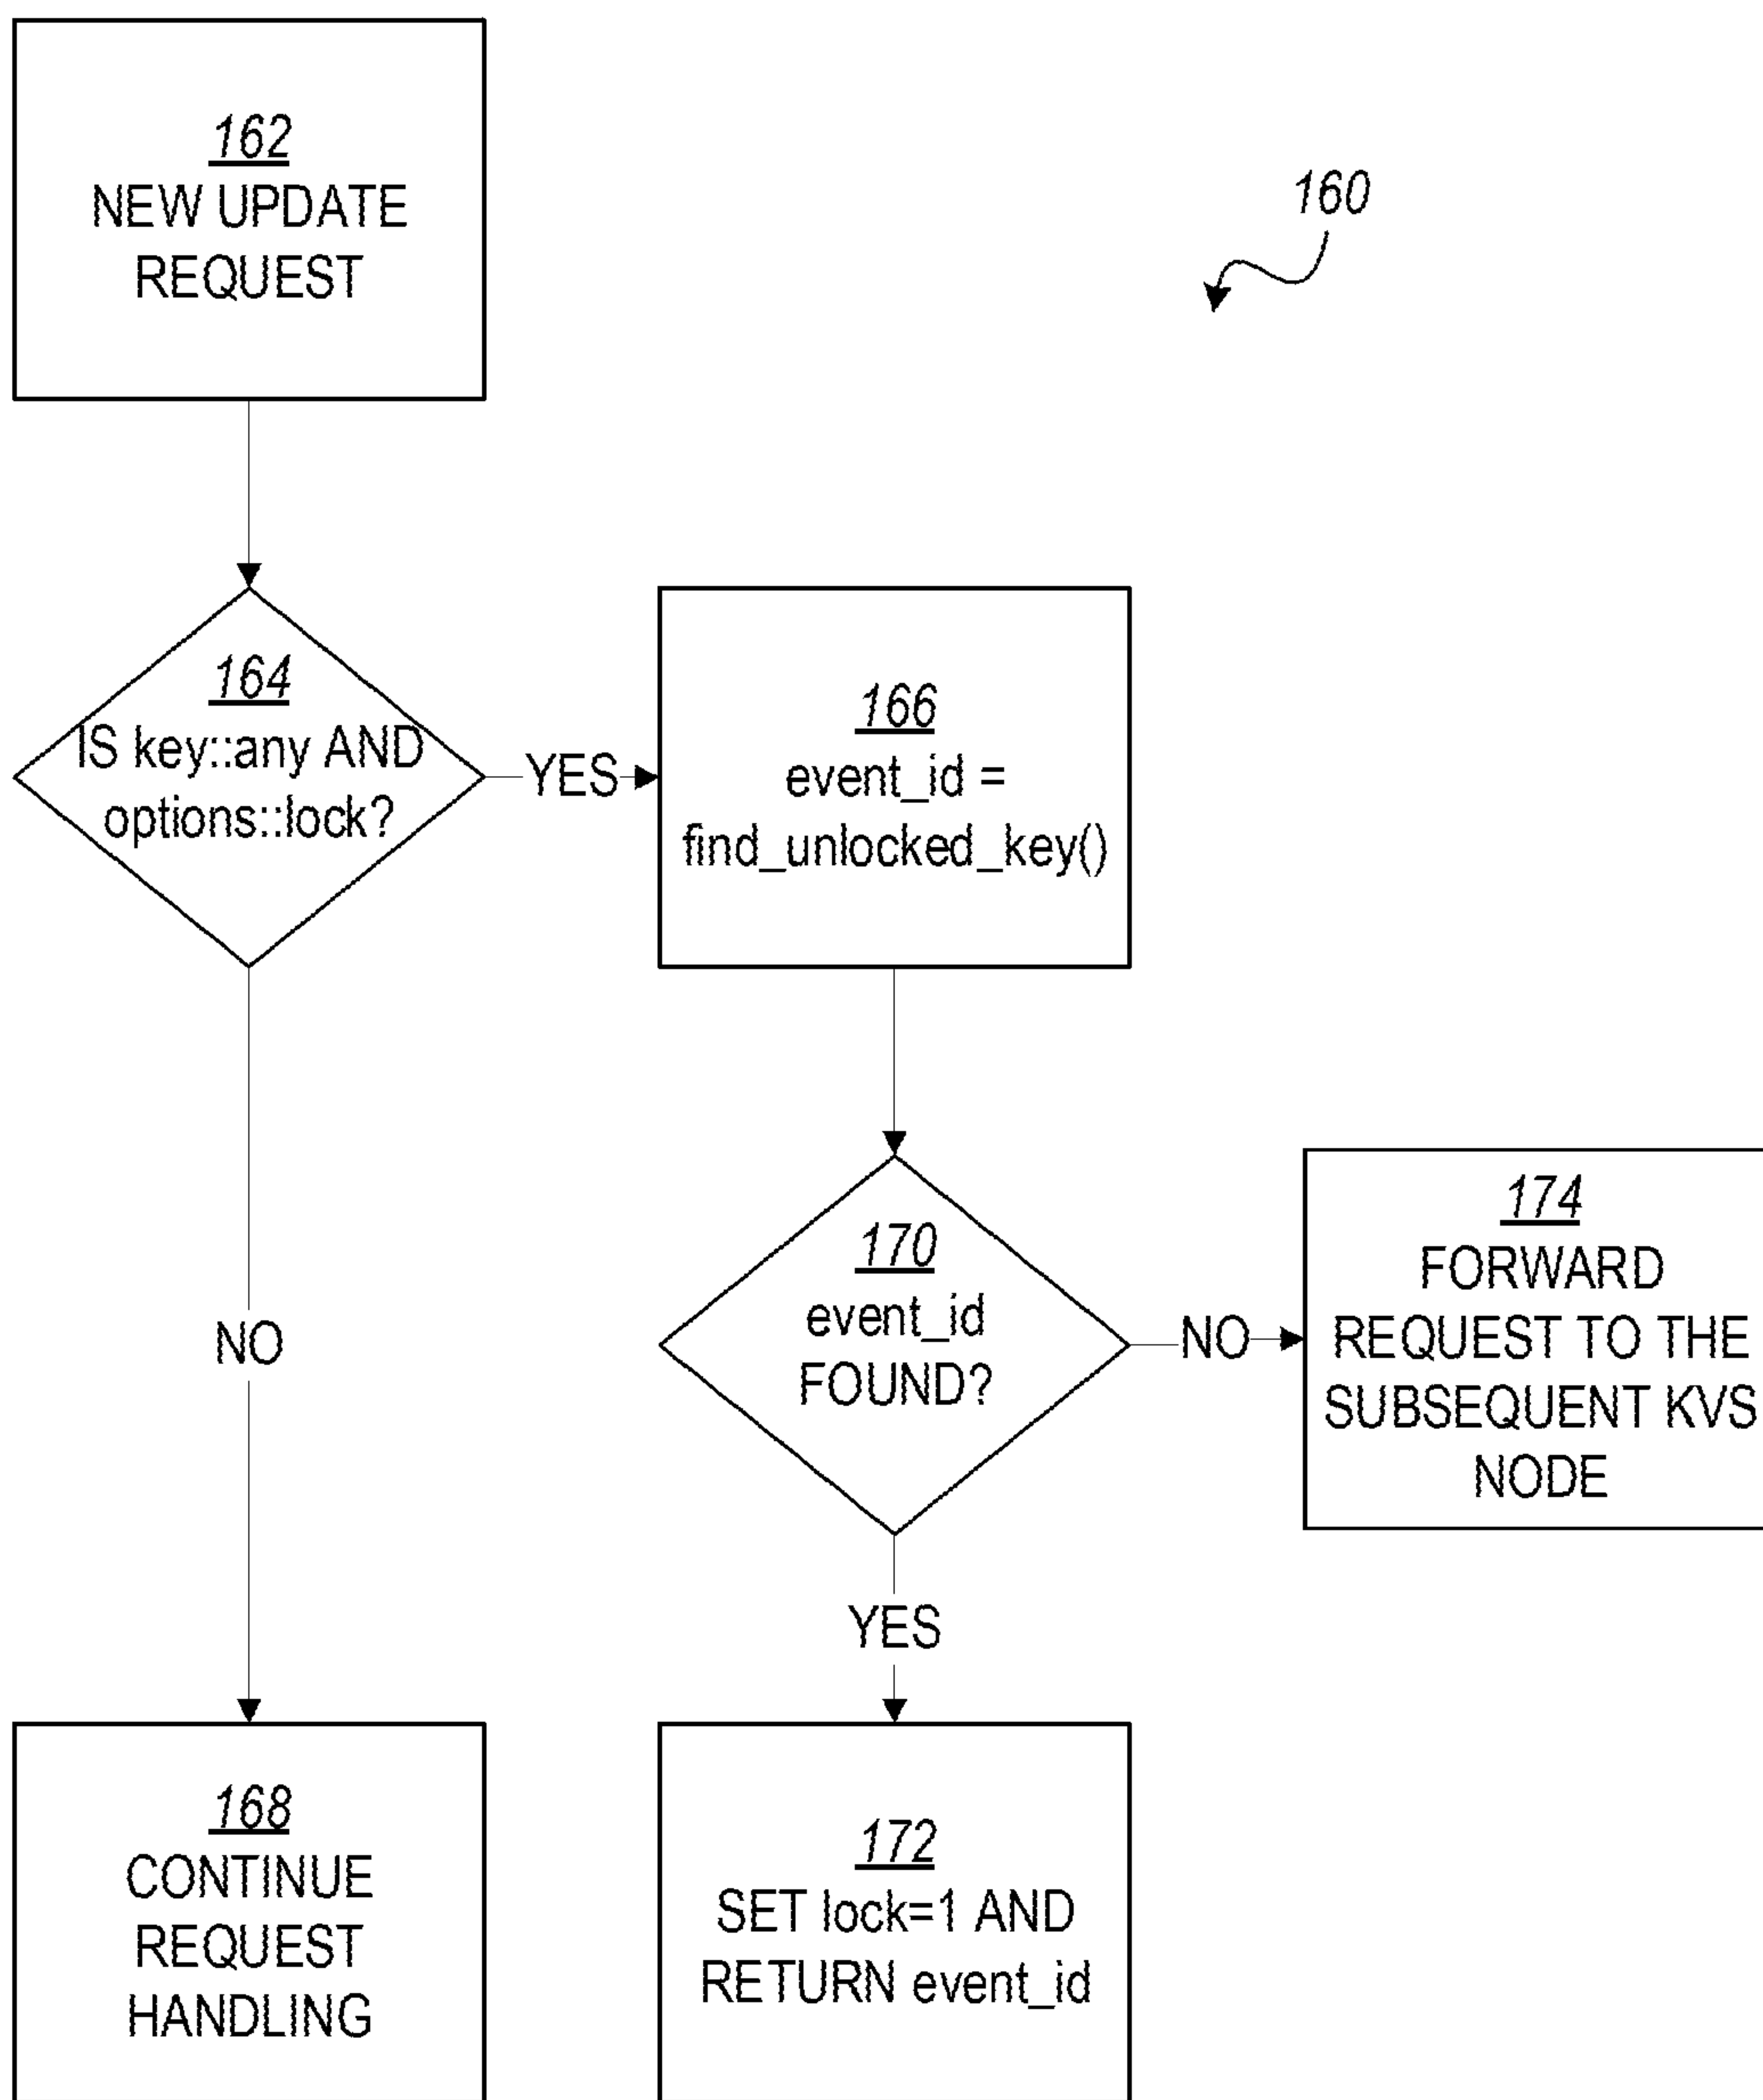 162
NEW UPDATE
REQUEST
160
164
IS key::any AND
options::lock?
YES
166
event_id =
find_unlocked_key()
NO
170
event_id
FOUND?
NO
174
FORWARD
REQUEST TO THE
SUBSEQUENT KVS
NODE
YES
168
CONTINUE
REQUEST
HANDLING
172
SET lock=1 AND
RETURN event_id